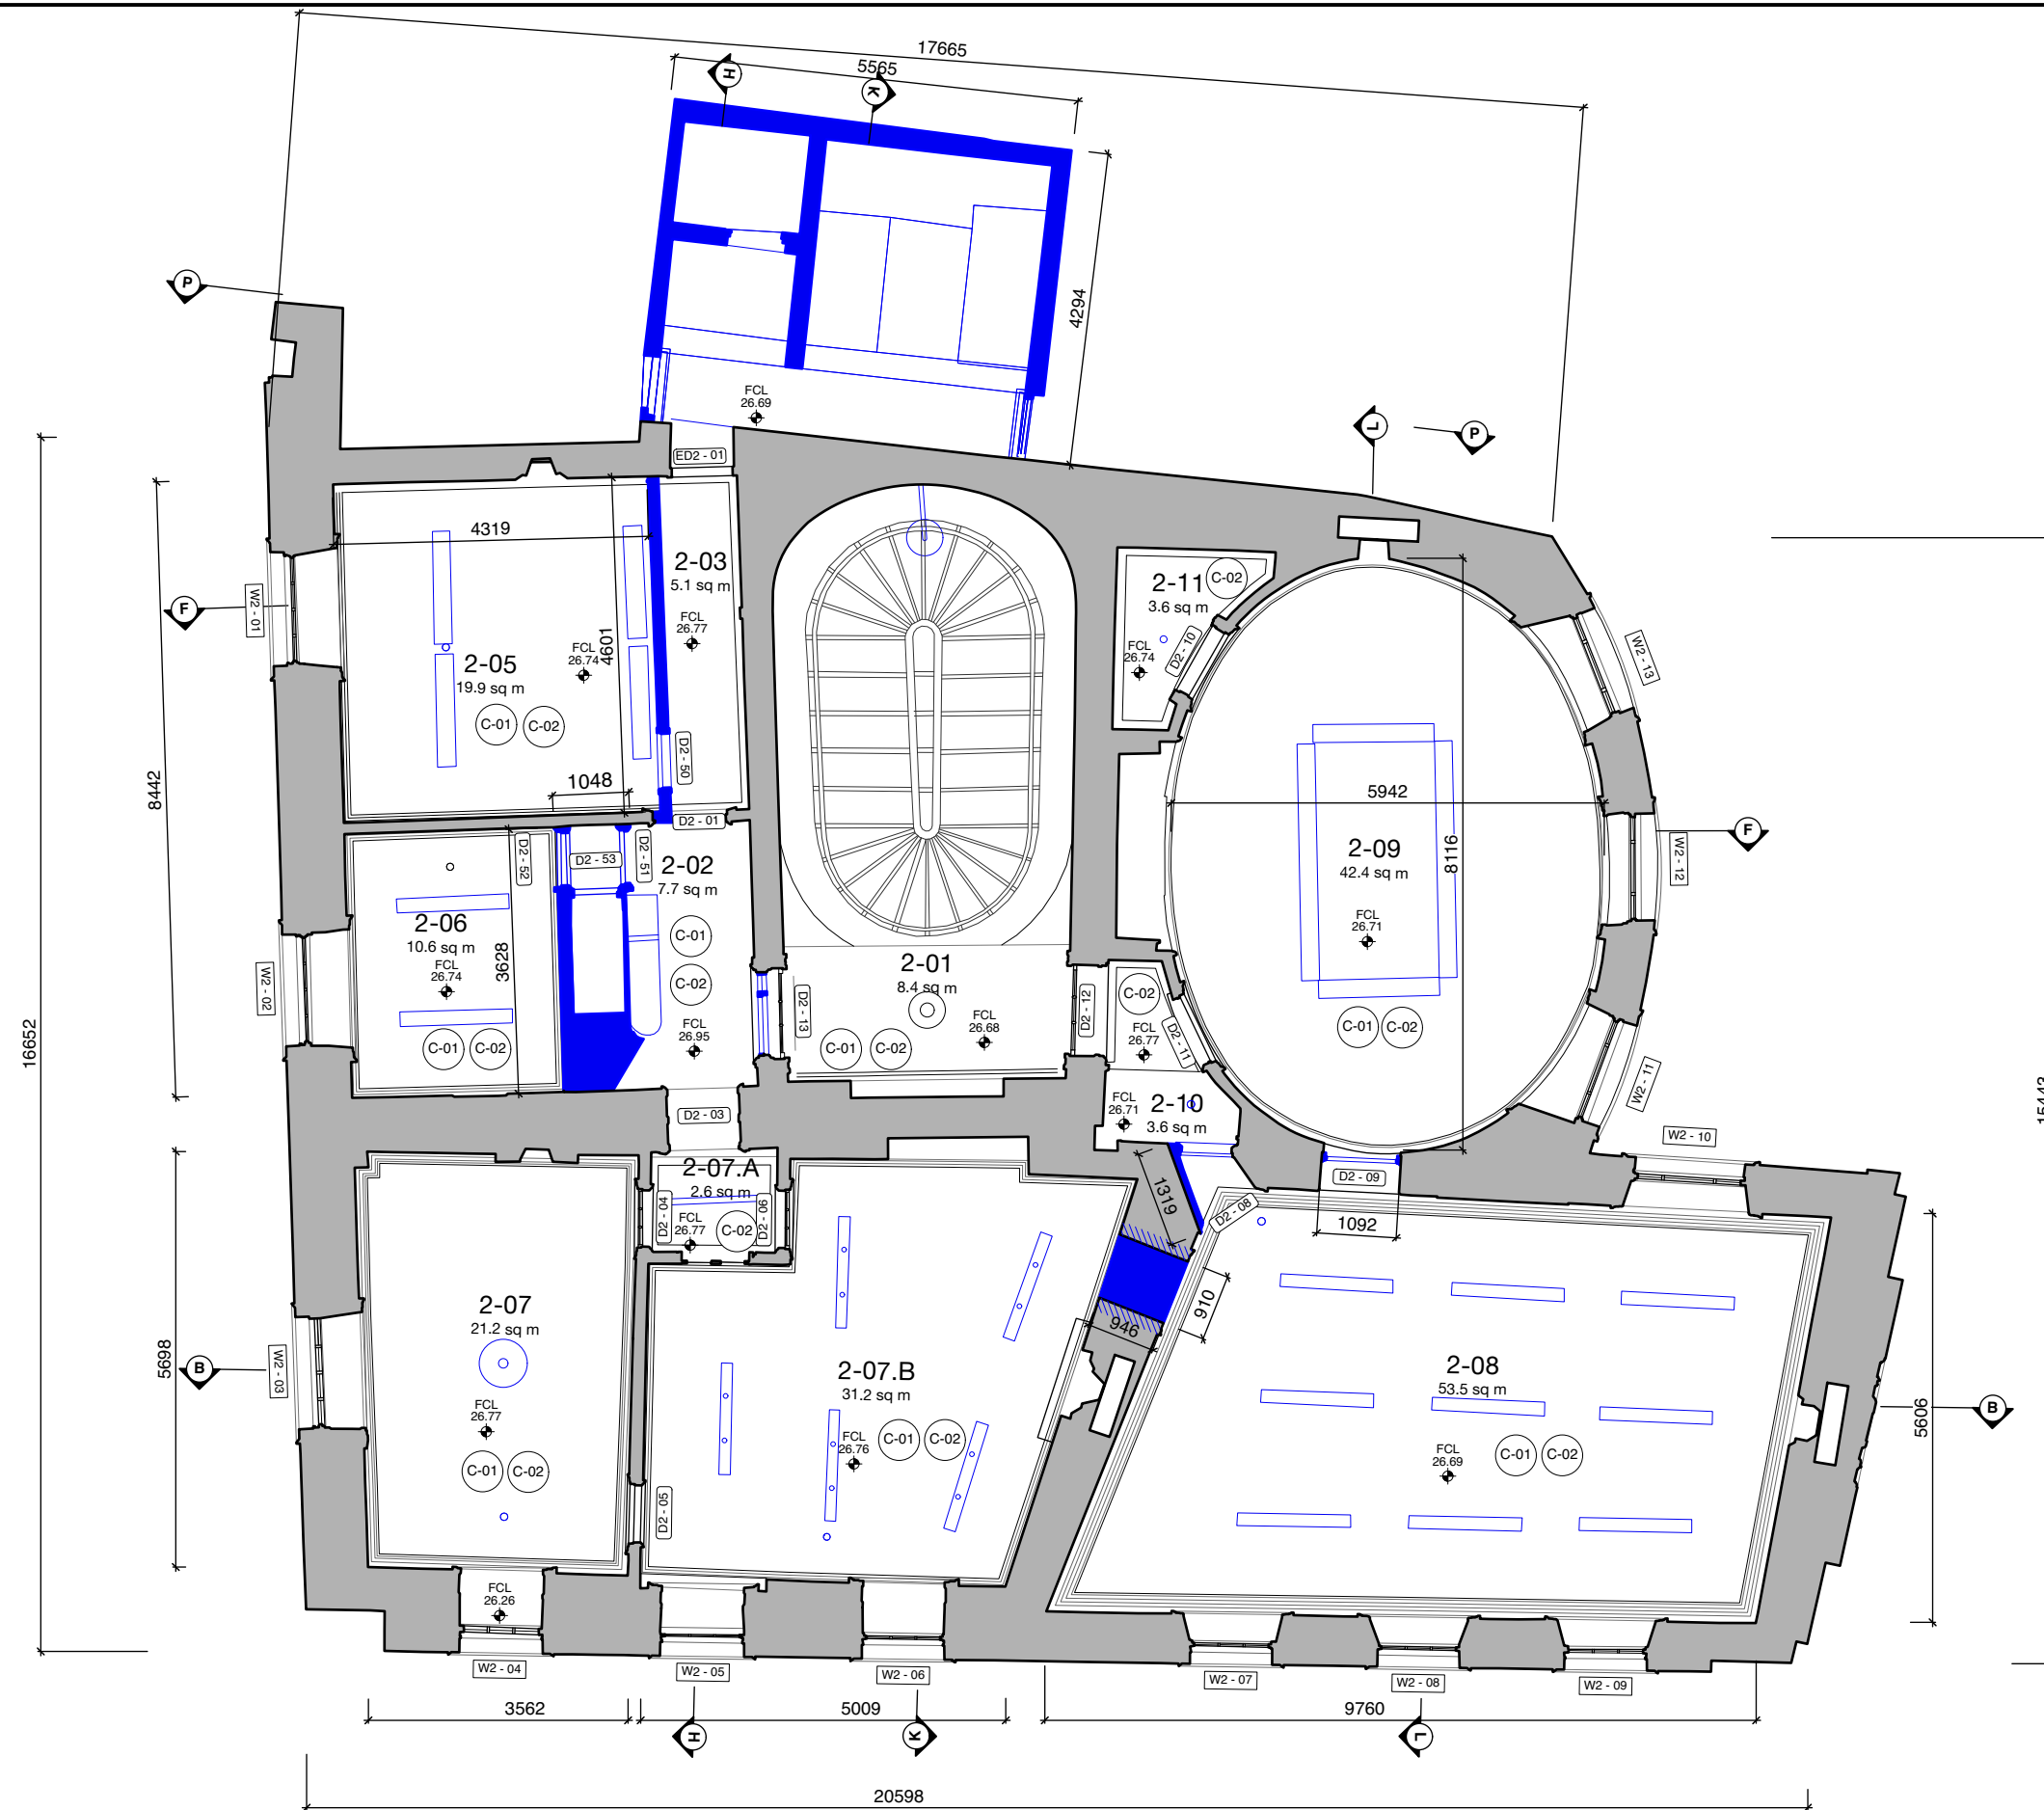 17665
5565
H
K
4294
P
FCL
26.69
L
P
ED2 - 01
4319
2-03
5.1 sq m
FCL
26.77
2-11
C-02
3.6 sq m
FCL
26.74
D2 - 10
W2 - 13
W2 - 01
F
4601
FCL
26.74
2-05
19.9 sq m
C-01
C-02
D2 - 50
8442
1048
D2 - 01
5942
8116
2-09
42.4 sq m
FCL
26.71
C-01
C-02
F
W2 - 12
D2 - 52
D2 - 53
D2 - 51
2-02
7.7 sq m
C-01
C-02
FCL
26.95
2-06
10.6 sq m
FCL
26.74
3628
C-01
C-02
W2 - 02
2-01
8.4 sq m
FCL
26.68
C-01
C-02
D2 - 13
D2 - 12
C-02
FCL
26.77
D2 - 11
W2 - 11
16652
15443
FCL
26.71
2-10
3.6 sq m
W2 - 10
D2 - 03
2-07.A
2.6 sq m
FCL
26.77
C-02
D2 - 04
D2 - 06
1319
D2 - 08
D2 - 09
1092
910
946
2-07
21.2 sq m
FCL
26.77
C-01
C-02
5698
B
W2 - 03
2-07.B
31.2 sq m
FCL
26.76
C-01
C-02
2-08
53.5 sq m
FCL
26.69
C-01
C-02
5606
B
D2 - 05
FCL
26.26
W2 - 04
W2 - 05
W2 - 06
W2 - 07
W2 - 08
W2 - 09
3562
5009
9760
H
K
L
20598